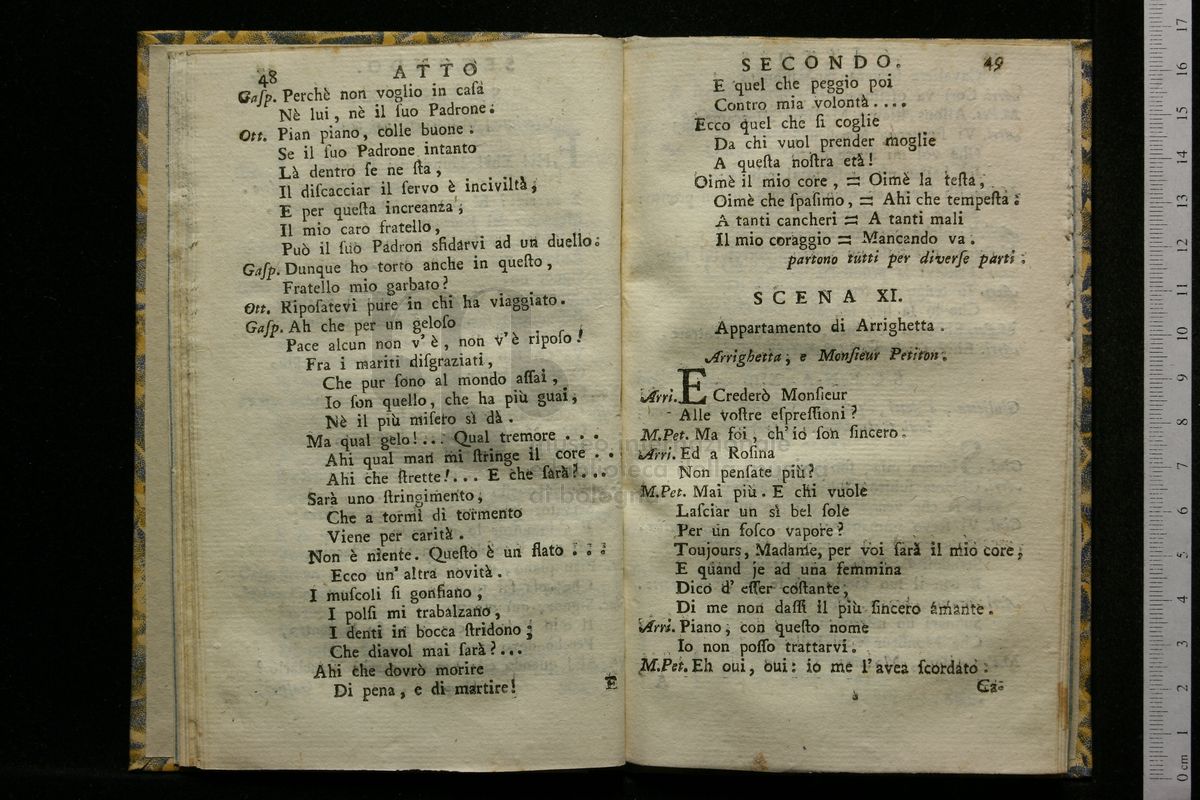 48 ATTO
Gaſp. Perchè non voglio in caſa
Nè lui, nè il ſuo Padrone.
Ott. Pian piano, colle buone.
Se il ſuo Padrone intanto
Là dentro ſe ne ſta,
Il diſcacciar il ſervo è inciviltà,
E per queſta increanza,
Il mio caro fratello,
Può il ſuo Padron sfidarvi ad un duello.
Gaſp. Dunque ho torto anche in queſto,
Fratello mio garbato?
Ott. Ripoſatevi pure in chi ha viaggiato.
Gaſp. Ah che per un geloſo
Pace alcun non v'è, non v'è ripoſo!
Fra i mariti diſgraziati,
Che pur ſono al mondo aſſai,
Io ſon quello, che ha più guai,
Nè il più miſero sì dà.
Ma qual gelo!... Qual tremore ...
Ahi qual man mi ſtringe il core ..
Ahi che ſtrette!... E che ſarà?...
Sarà uno ſtringimento,
Che a tormi di tormento
Viene per carità.
Non è niente. Queſto è un flato ...
Ecco un' altra novità.
I muſcoli ſi gonfiano,
I polſi mi trabalzano,
I denti in bocca ſtridono;
Che diavol mai ſarà?...
Ahi che dovrò morire
Di pena, e di martire!
E
SECONDO. 49
E quel che peggio poi
Contro mia volontà....
Ecco quel che ſi coglie
Da chi vuol prender moglie
A queſta noſtra età!
Oimè il mio core, = Oimè la teſta,
Oimè che ſpaſimo, = Ahi che tempeſta:
A tanti cancheri = A tanti mali
Il mio coraggio = Mancando va.
partono tutti per diverſe parti.
SCENA XI.
Appartamento di Arrighetta.
Arrighetta, e Monſieur Petiton.
Arri. E Crederò Monſieur
Alle voſtre eſpreſſioni?
M.Pet. Ma foi, ch'io ſon ſincero.
Arri. Ed a Roſina
Non penſate più?
M.Pet. Mai più. E chi vuole
Laſciar un sì bel ſole
Per un foſco vapore?
Toujours, Madame, per voi ſarà il mio core,
E quand je ad una femmina
Dico d' eſſer coſtante,
Di me non daſſi il più ſincero amante.
Arri. Piano, con queſto nome
Io non poſſo trattarvi.
M.Pet. Eh oui, oui: io me l'avea ſcordato:
Ca-